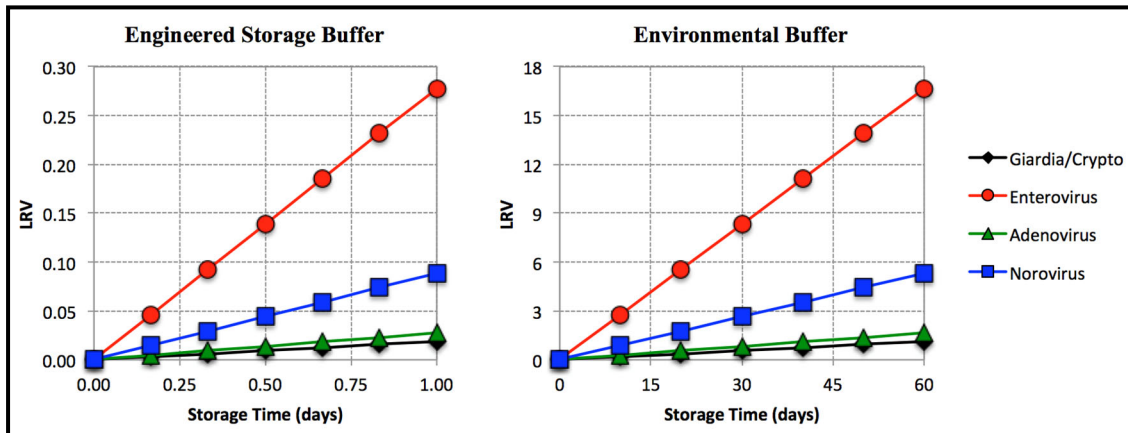 Engineered Storage Buffer
0.30
0.25
0.20
0.15
0.10
0.05
0.00
LRV
0.00 0.25 0.50 0.75 1.00
Storage Time (days)
Environmental Buffer
18
15
12
9
6
3
0
LRV
0 15 30 45 60
Storage Time (days)
Giardia/Crypto
Enterovirus
Adenovirus
Norovirus